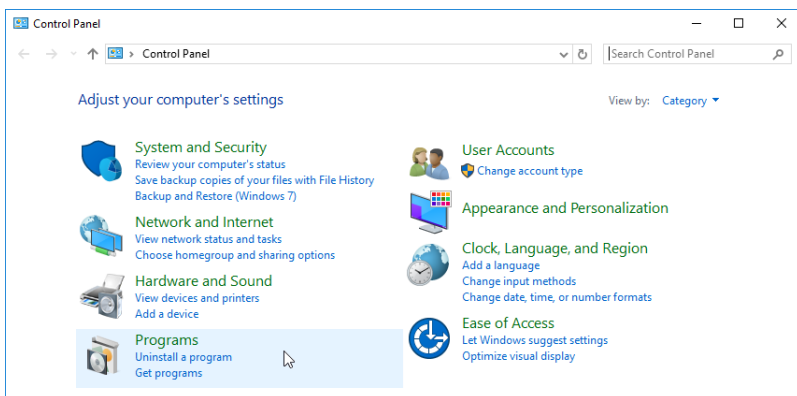 Control Panel
Control Panel
Search Control Panel
Adjust your computer's settings
View by: Category
System and Security
Review your computer's status
Save backup copies of your files with File History
Backup and Restore (Windows 7)
Network and Internet
View network status and tasks
Choose homegroup and sharing options
Hardware and Sound
View devices and printers
Add a device
Programs
Uninstall a program
Get programs
User Accounts
Change account type
Appearance and Personalization
Clock, Language, and Region
Add a language
Change input methods
Change date, time, or number formats
Ease of Access
Let Windows suggest settings
Optimize visual display